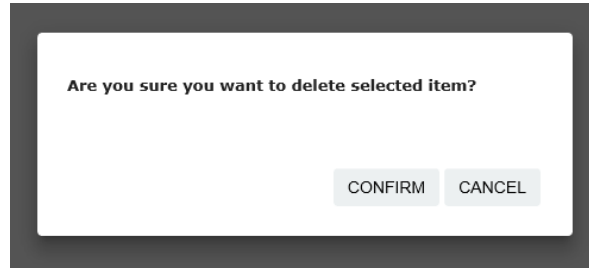 Are you sure you want to delete selected item?
CONFIRM CANCEL